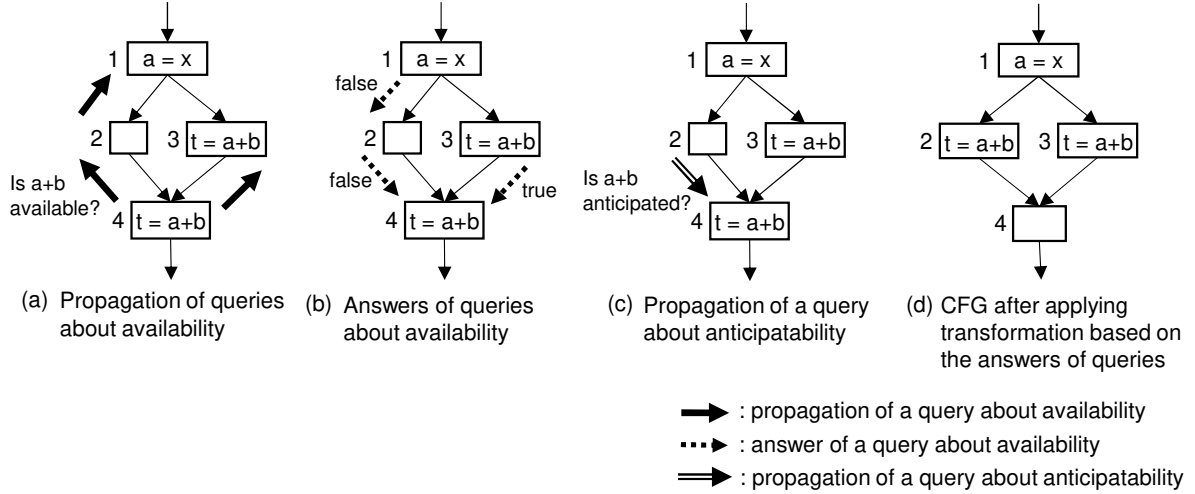 1 a = x
2
3 t = a+b
Is a+b
available?
4 t = a+b
(a) Propagation of queries
about availability
1 a = x
false
2
3 t = a+b
false
true
4 t = a+b
(b) Answers of queries
about availability
1 a = x
2
3 t = a+b
Is a+b
anticipated?
4 t = a+b
(c) Propagation of a query
about anticipatability
1 a = x
2 t = a+b
3 t = a+b
4
(d) CFG after applying
transformation based on
the answers of queries
: propagation of a query about availability
: answer of a query about availability
: propagation of a query about anticipatability